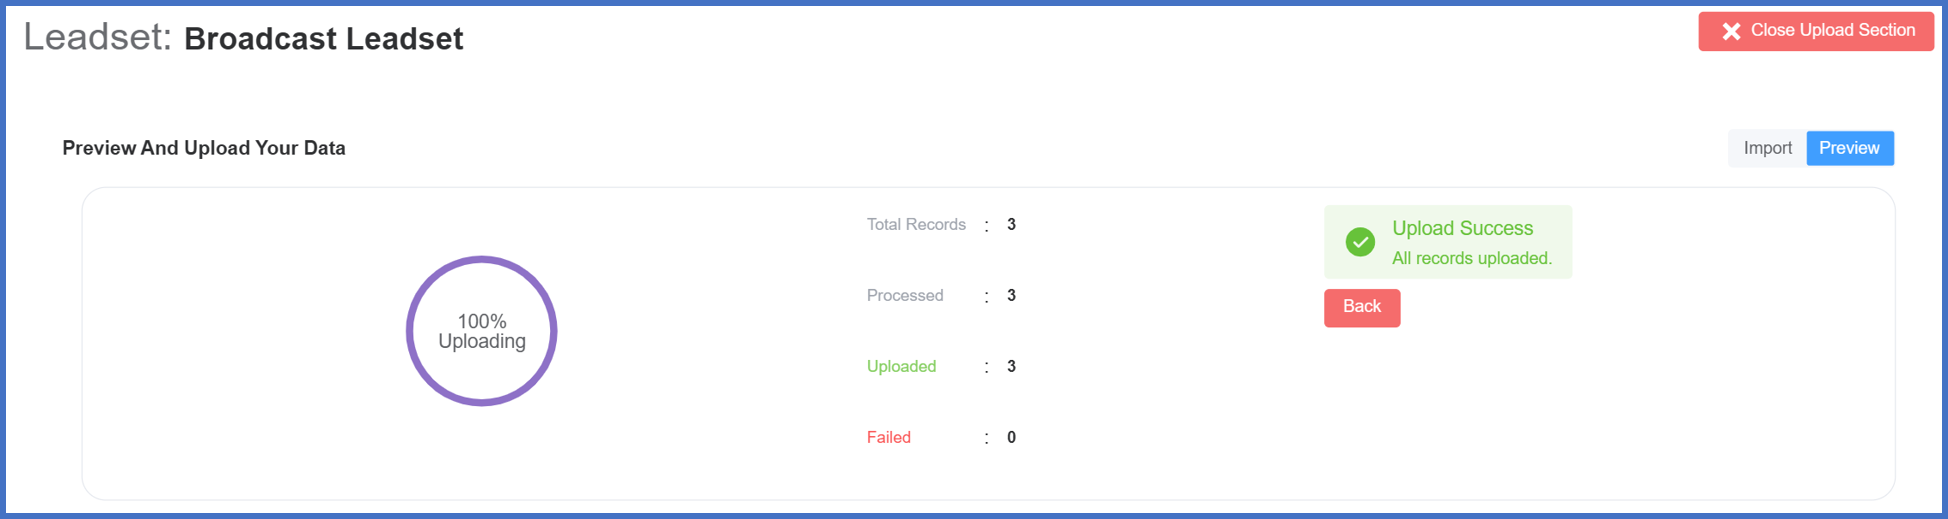 Leadset: Broadcast Leadset
Close Upload Section
Preview And Upload Your Data
Import
Preview
100%
Uploading
Total Records : 3
Processed : 3
Uploaded : 3
Failed : 0
Upload Success
All records uploaded.
Back